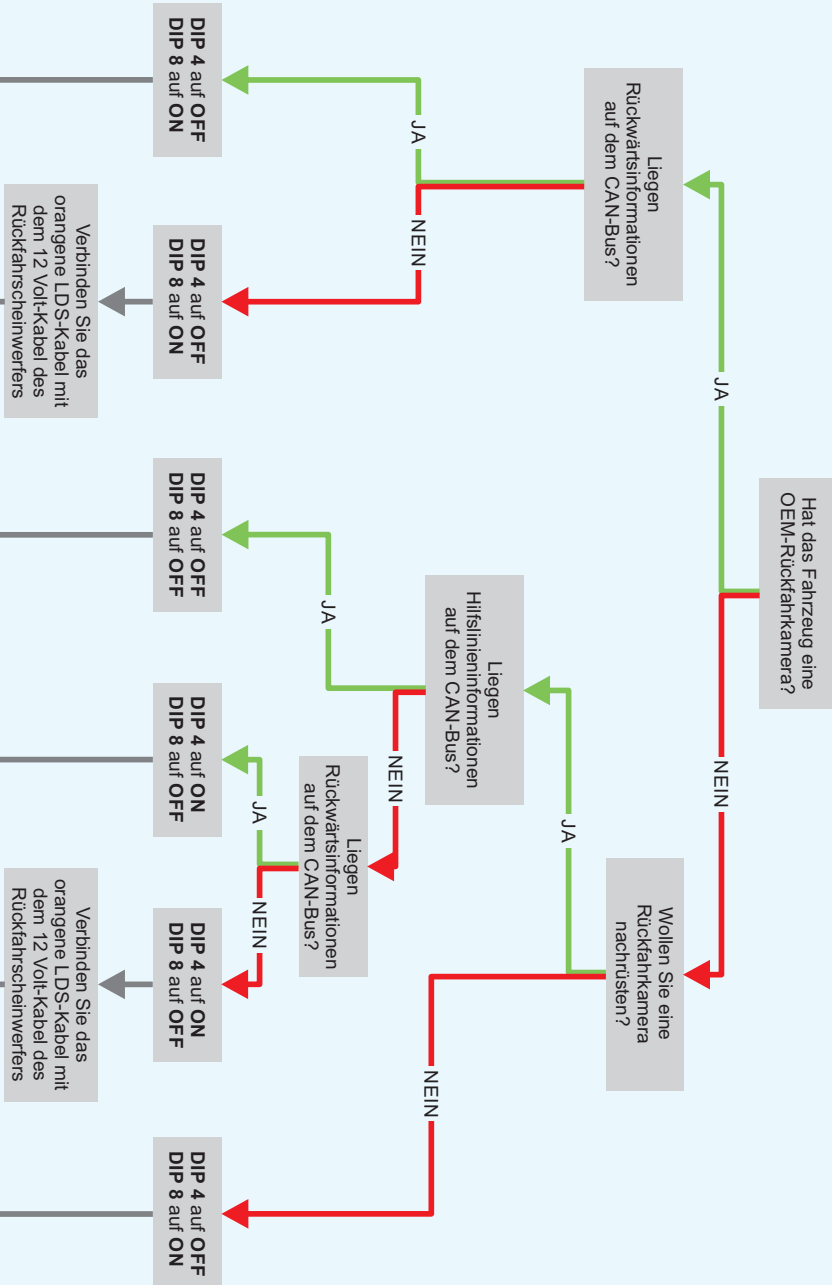 Hat das Fahrzeug eine
OEM-Rückfahrkamera?
JA
NEIN
Liegen
Rückwärtsinformationen
auf dem CAN-Bus?
Wollen Sie eine
Rückfahrkamera
nachrüsten?
JA
NEIN
JA
NEIN
Liegen
Hilfslinieninformationen
auf dem CAN-Bus?
JA
NEIN
Liegen
Rückwärtsinformationen
auf dem CAN-Bus?
JA
NEIN
DIP 4 auf OFF
DIP 8 auf ON
DIP 4 auf OFF
DIP 8 auf ON
DIP 4 auf OFF
DIP 8 auf OFF
DIP 4 auf ON
DIP 8 auf OFF
DIP 4 auf ON
DIP 8 auf OFF
DIP 4 auf OFF
DIP 8 auf ON
Verbinden Sie das
orangene LDS-Kabel mit
dem 12 Volt-Kabel des
Rückfahrscheinwerfers
Verbinden Sie das
orangene LDS-Kabel mit
dem 12 Volt-Kabel des
Rückfahrscheinwerfers